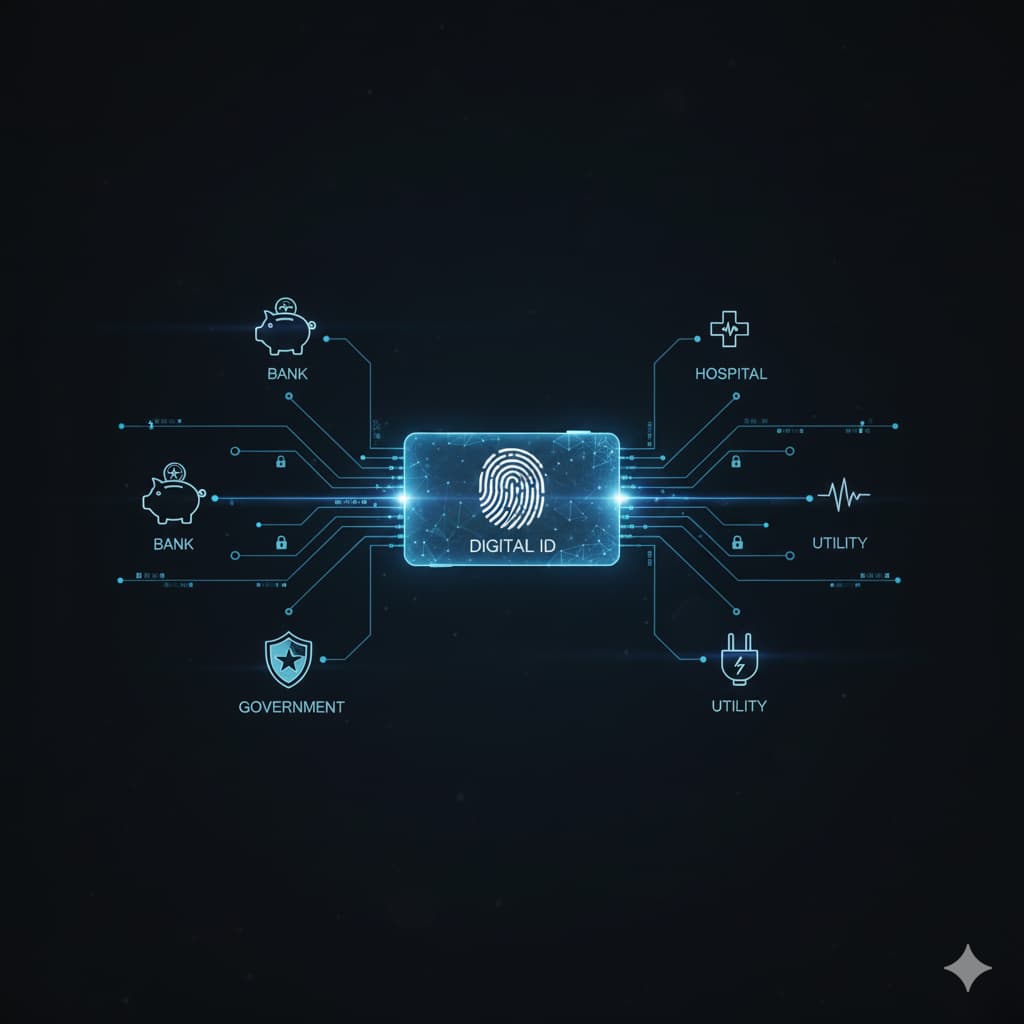 BANK
HOSPITAL
BANK
DIGITAL ID
UTILITY
GOVERNMENT
UTILITY